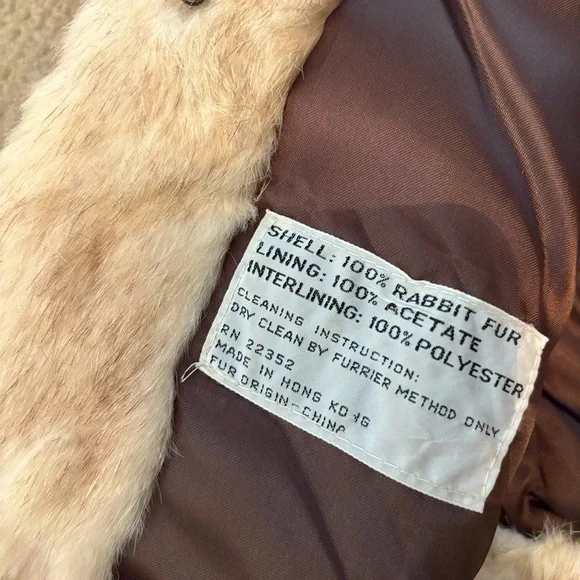 SHELL: 100% RABBIT FUR
LINING: 100% ACETATE
INTERLINING: 100% POLYESTER
CLEANING INSTRUCTION:
DRY CLEAN BY FURRIER METHOD ONLY
RN 22352
MADE IN HONG KONG
FUR ORIGIN-CHINA